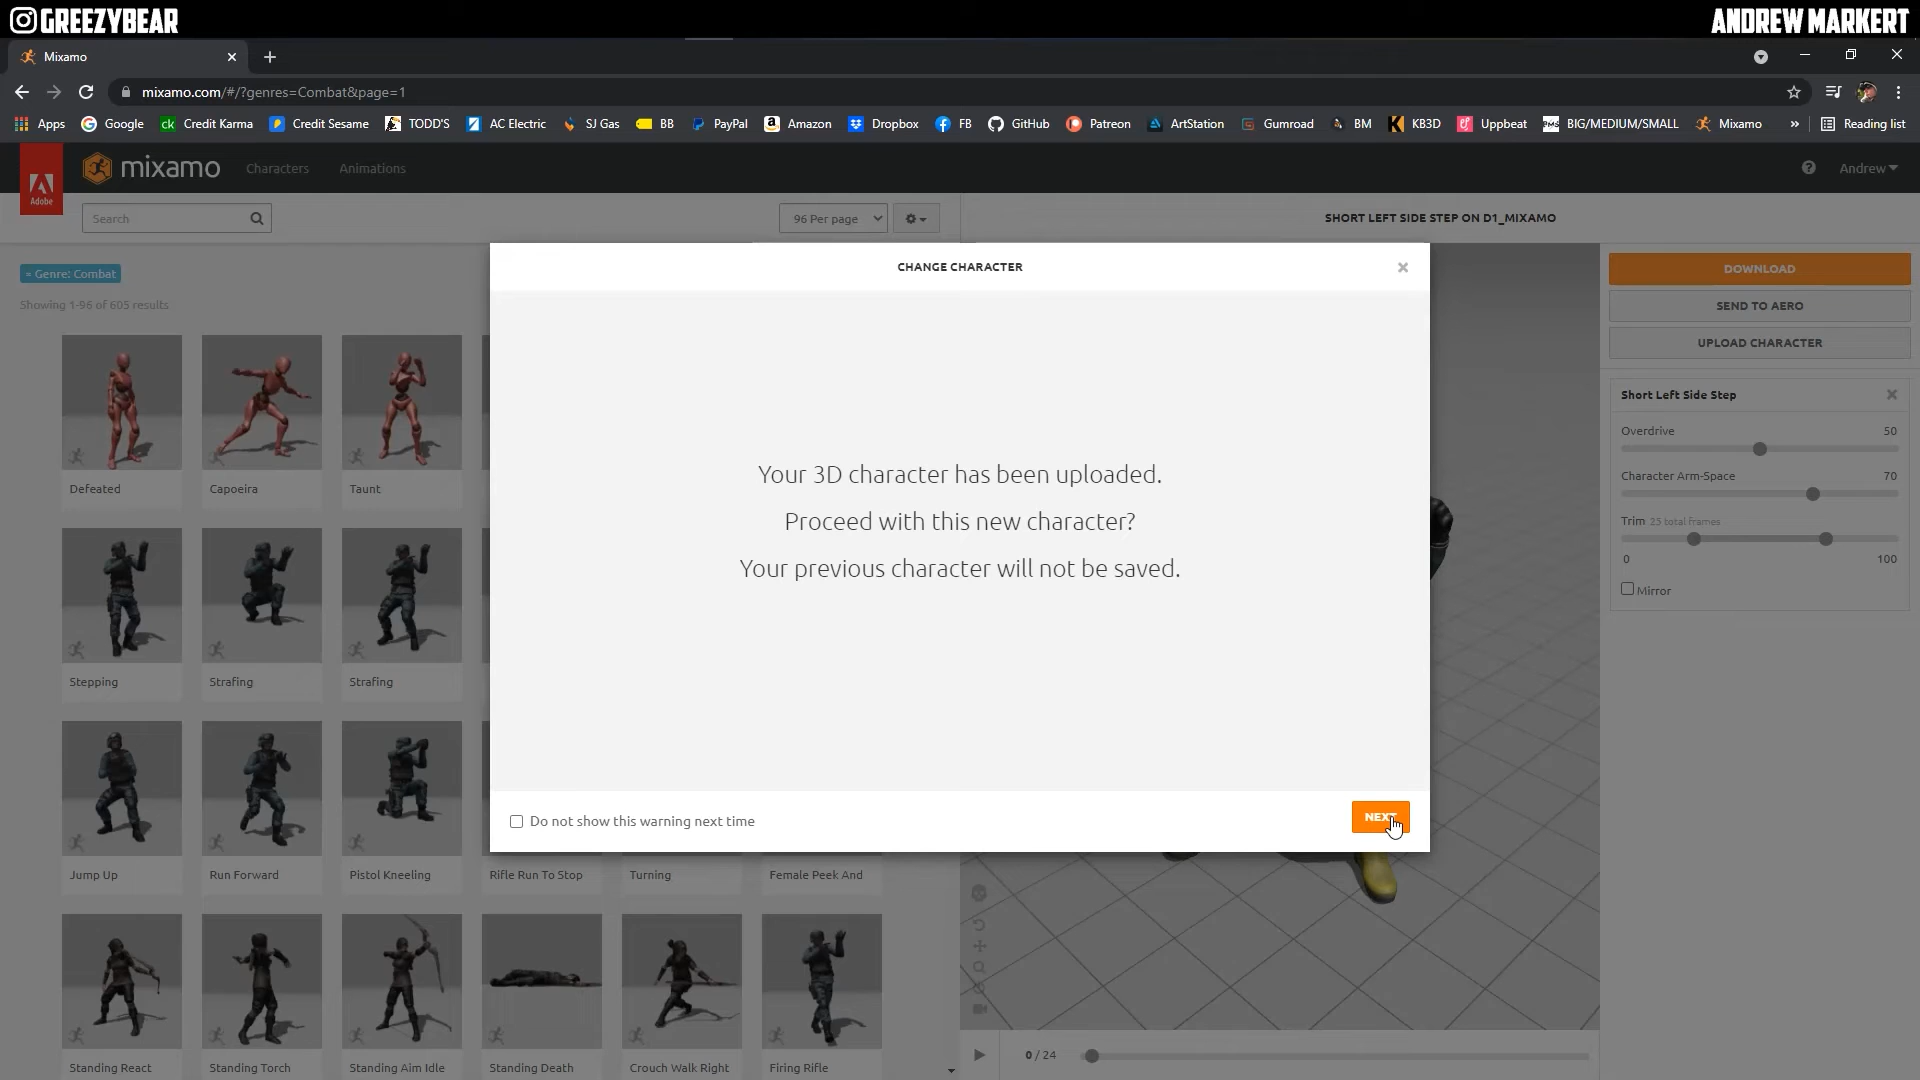 GREEZYBEAR
ANDREW MARKERT
Mixamo
mixamo.com/#/?genres=Combat&page=1
Apps
Google
ck Credit Karma
Credit Sesame
TODD'S
AC Electric
SJ Gas
BB
PayPal
Amazon
Dropbox
FB
GitHub
Patreon
ArtStation
Gumroad
BM
KB3D
Uppbeat
BIG/MEDIUM/SMALL
Mixamo
»
Reading list
Adobe
mixamo
Characters
Animations
Andrew
Search
96 Per page
SHORT LEFT SIDE STEP ON D1_MIXAMO
× Genre: Combat
Showing 1-96 of 605 results
CHANGE CHARACTER
Your 3D character has been uploaded.
Proceed with this new character?
Your previous character will not be saved.
Do not show this warning next time
NEXT
DOWNLOAD
SEND TO AERO
UPLOAD CHARACTER
Short Left Side Step
Overdrive 50
Character Arm-Space 70
Trim 25 total frames
0 100
Mirror
Defeated
Capoeira
Taunt
Stepping
Strafing
Strafing
Jump Up
Run Forward
Pistol Kneeling
Rifle Run To Stop
Turning
Female Peek And
Standing React
Standing Torch
Standing Aim Idle
Standing Death
Crouch Walk Right
Firing Rifle
0 / 24